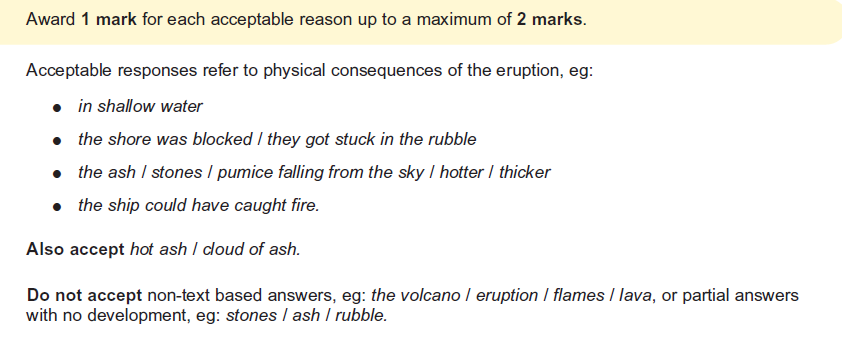 Award 1 mark for each acceptable reason up to a maximum of 2 marks.
Acceptable responses refer to physical consequences of the eruption, eg:
● in shallow water
● the shore was blocked / they got stuck in the rubble
● the ash / stones / pumice falling from the sky / hotter / thicker
● the ship could have caught fire.
Also accept hot ash / cloud of ash.
Do not accept non-text based answers, eg: the volcano / eruption / flames / lava, or partial answers
with no development, eg: stones / ash / rubble.